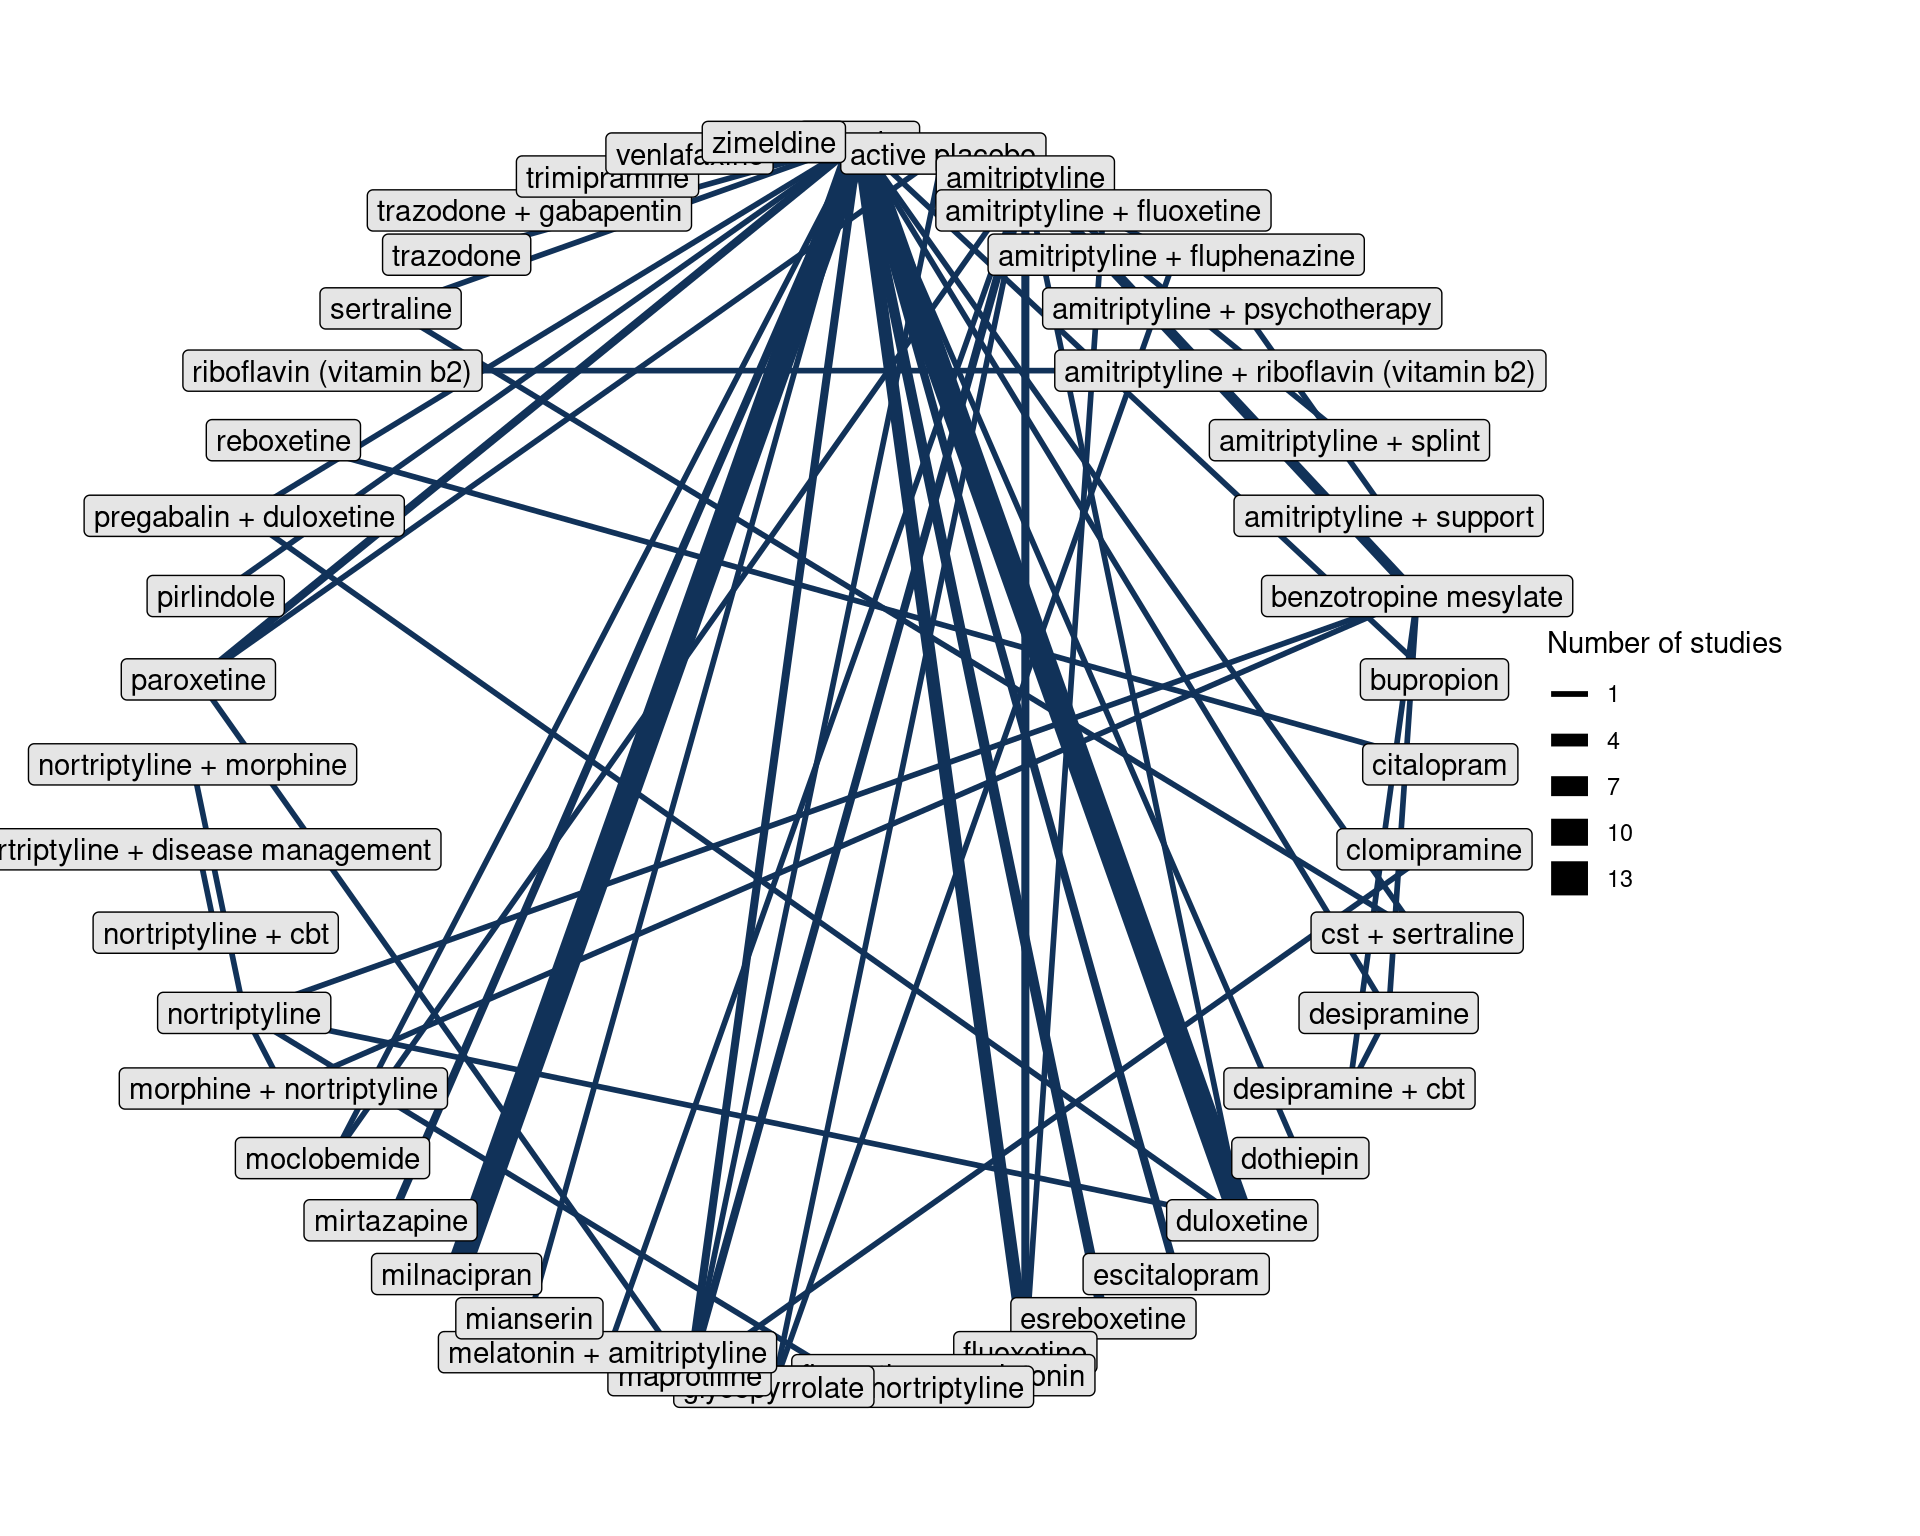 zimeldine
active placebo
venlafaxine
amitriptyline
trimipramine
trazodone + gabapentin
amitriptyline + fluoxetine
trazodone
amitriptyline + fluphenazine
sertraline
amitriptyline + psychotherapy
riboflavin (vitamin b2)
amitriptyline + riboflavin (vitamin b2)
reboxetine
amitriptyline + splint
pregabalin + duloxetine
amitriptyline + support
pirlindole
benzotropine mesylate
Number of studies
1
4
7
10
13
paroxetine
bupropion
nortriptyline + morphine
citalopram
rtriptyline + disease management
clomipramine
nortriptyline + cbt
cst + sertraline
nortriptyline
desipramine
morphine + nortriptyline
desipramine + cbt
moclobemide
dothiepin
mirtazapine
duloxetine
milnacipran
escitalopram
mianserin
esreboxetine
melatonin + amitriptyline
fluoxetine
maprotiline
onin
glycopyrrolate
nortriptyline